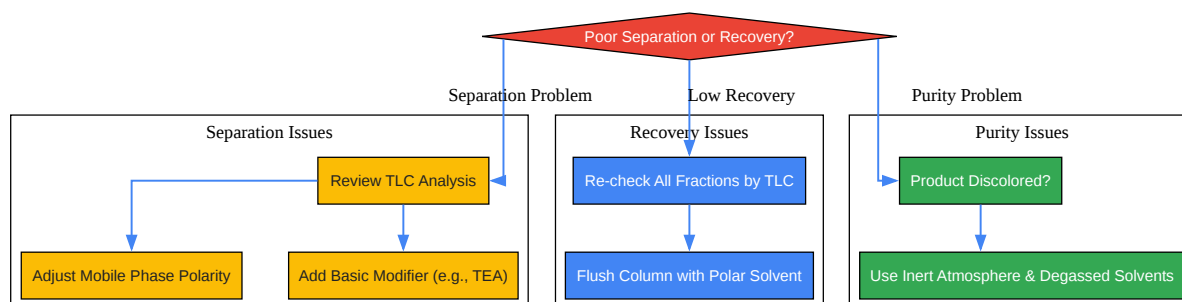 Poor Separation or Recovery?
Separation Problem
Low Recovery
Purity Problem
Separation Issues
Recovery Issues
Purity Issues
Review TLC Analysis
Re-check All Fractions by TLC
Product Discolored?
Adjust Mobile Phase Polarity
Add Basic Modifier (e.g., TEA)
Flush Column with Polar Solvent
Use Inert Atmosphere & Degassed Solvents